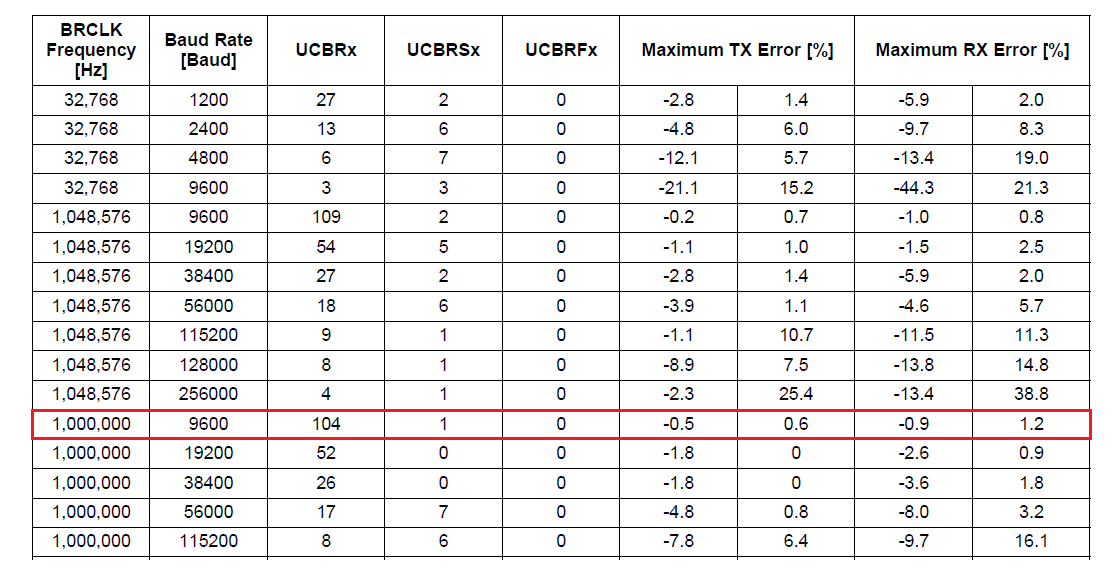 BRCLK Frequency [Hz] Baud Rate [Baud] UCBRx UCBRSx UCBRFx Maximum TX Error [%] Maximum RX Error [%]
32,768 1200 27 2 0 -2.8 1.4 -5.9 2.0
32,768 2400 13 6 0 -4.8 6.0 -9.7 8.3
32,768 4800 6 7 0 -12.1 5.7 -13.4 19.0
32,768 9600 3 3 0 -21.1 15.2 -44.3 21.3
1,048,576 9600 109 2 0 -0.2 0.7 -1.0 0.8
1,048,576 19200 54 5 0 -1.1 1.0 -1.5 2.5
1,048,576 38400 27 2 0 -2.8 1.4 -5.9 2.0
1,048,576 56000 18 6 0 -3.9 1.1 -4.6 5.7
1,048,576 115200 9 1 0 -1.1 10.7 -11.5 11.3
1,048,576 128000 8 1 0 -8.9 7.5 -13.8 14.8
1,048,576 256000 4 1 0 -2.3 25.4 -13.4 38.8
1,000,000 9600 104 1 0 -0.5 0.6 -0.9 1.2
1,000,000 19200 52 0 0 -1.8 0 -2.6 0.9
1,000,000 38400 26 0 0 -1.8 0 -3.6 1.8
1,000,000 56000 17 7 0 -4.8 0.8 -8.0 3.2
1,000,000 115200 8 6 0 -7.8 6.4 -9.7 16.1